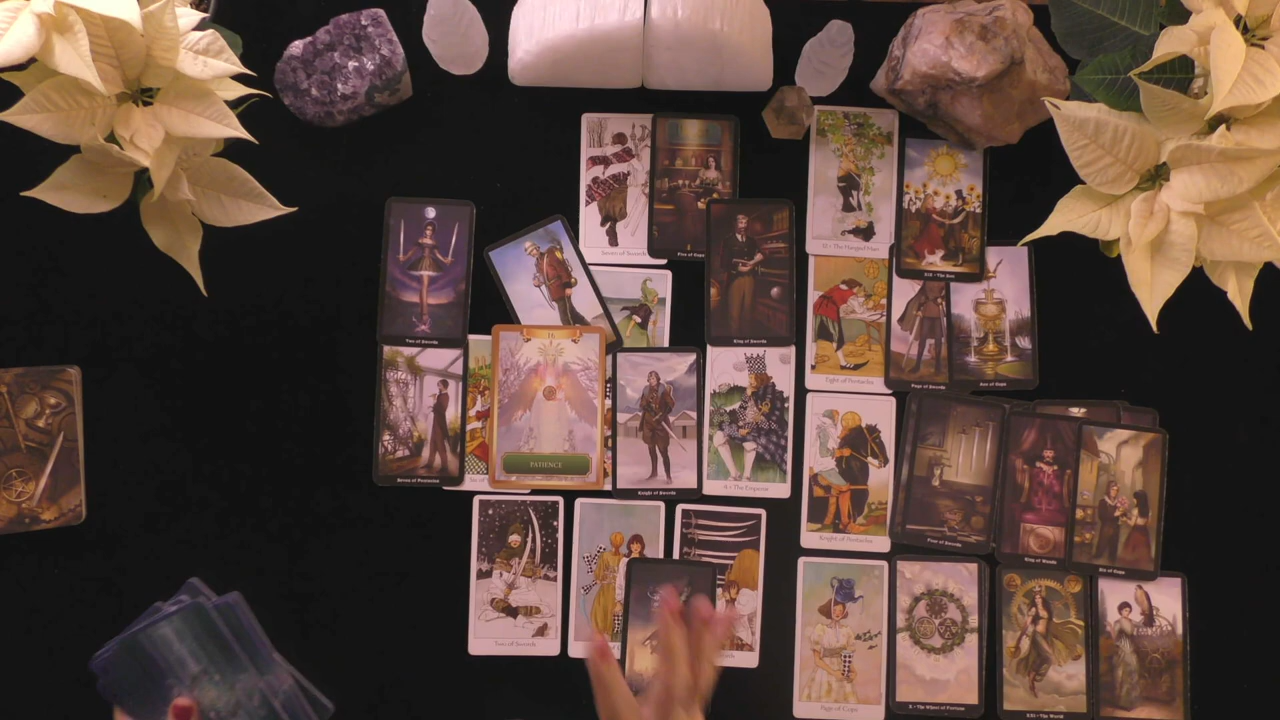 Seven of Swords
Five of Cups
12 • The Hanged Man
XIX • The Sun
Two of Swords
King of Swords
Eight of Pentacles
Page of Swords
Ace of Cups
16
PATIENCE
Seven of Pentacles
Six of
Knight of Swords
4 • The Emperor
Knight of Pentacles
Four of Swords
King of Wands
Six of Cups
Two of Swords
Page of Cups
X • The Wheel of Fortune
XXI • The World